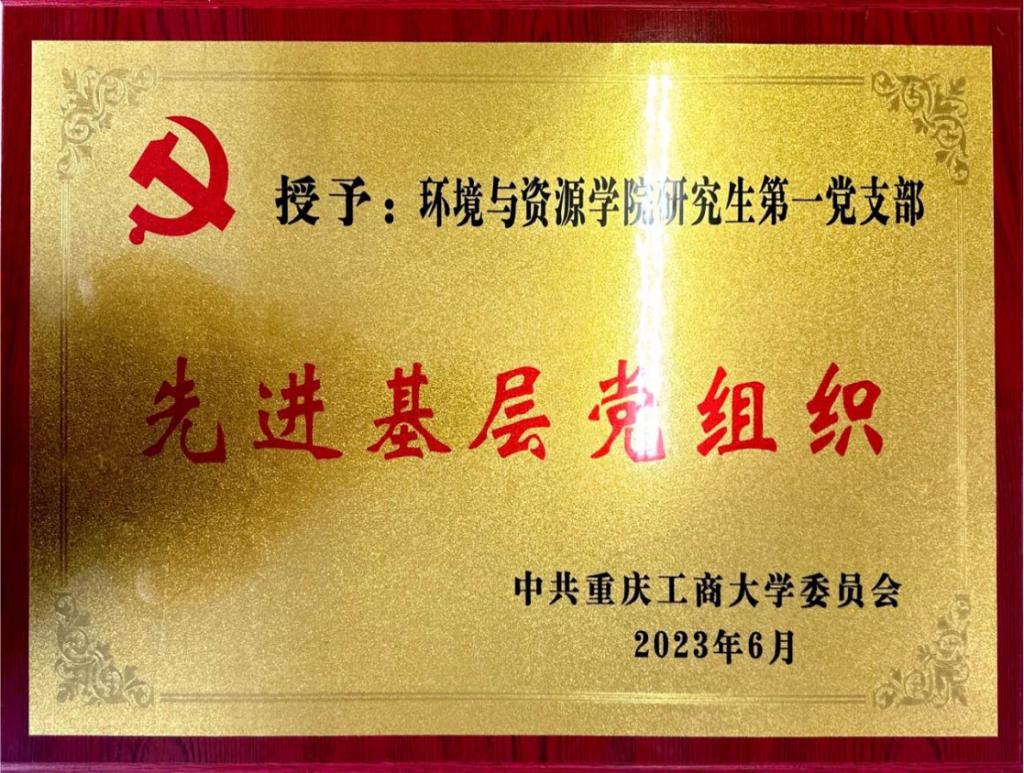 授予：环境与资源学院研究生第一党支部
先进基层党组织
中共重庆工商大学委员会
2023年6月